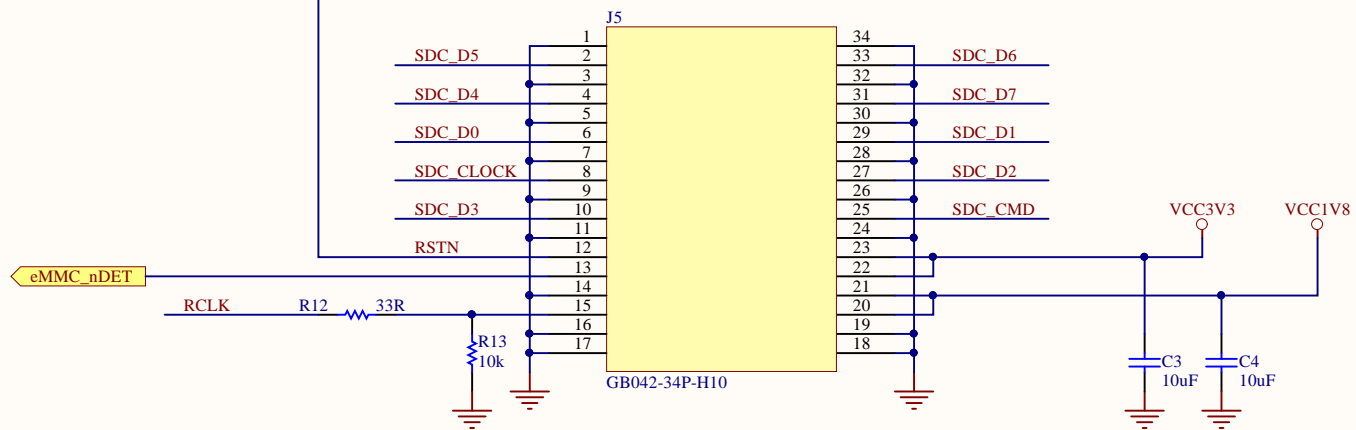 J5
1 34
SDC_D5 2 33 SDC_D6
3 32
SDC_D4 4 31 SDC_D7
5 30
SDC_D0 6 29 SDC_D1
7 28
SDC_CLOCK 8 27 SDC_D2
9 26
SDC_D3 10 25 SDC_CMD VCC3V3 VCC1V8
11 24
RSTN 12 23
eMMC_nDET 13 22
14 21
RCLK R12 33R 15 20
16 19
R13 17 18
10k C3 C4
10uF 10uF
GB042-34P-H10